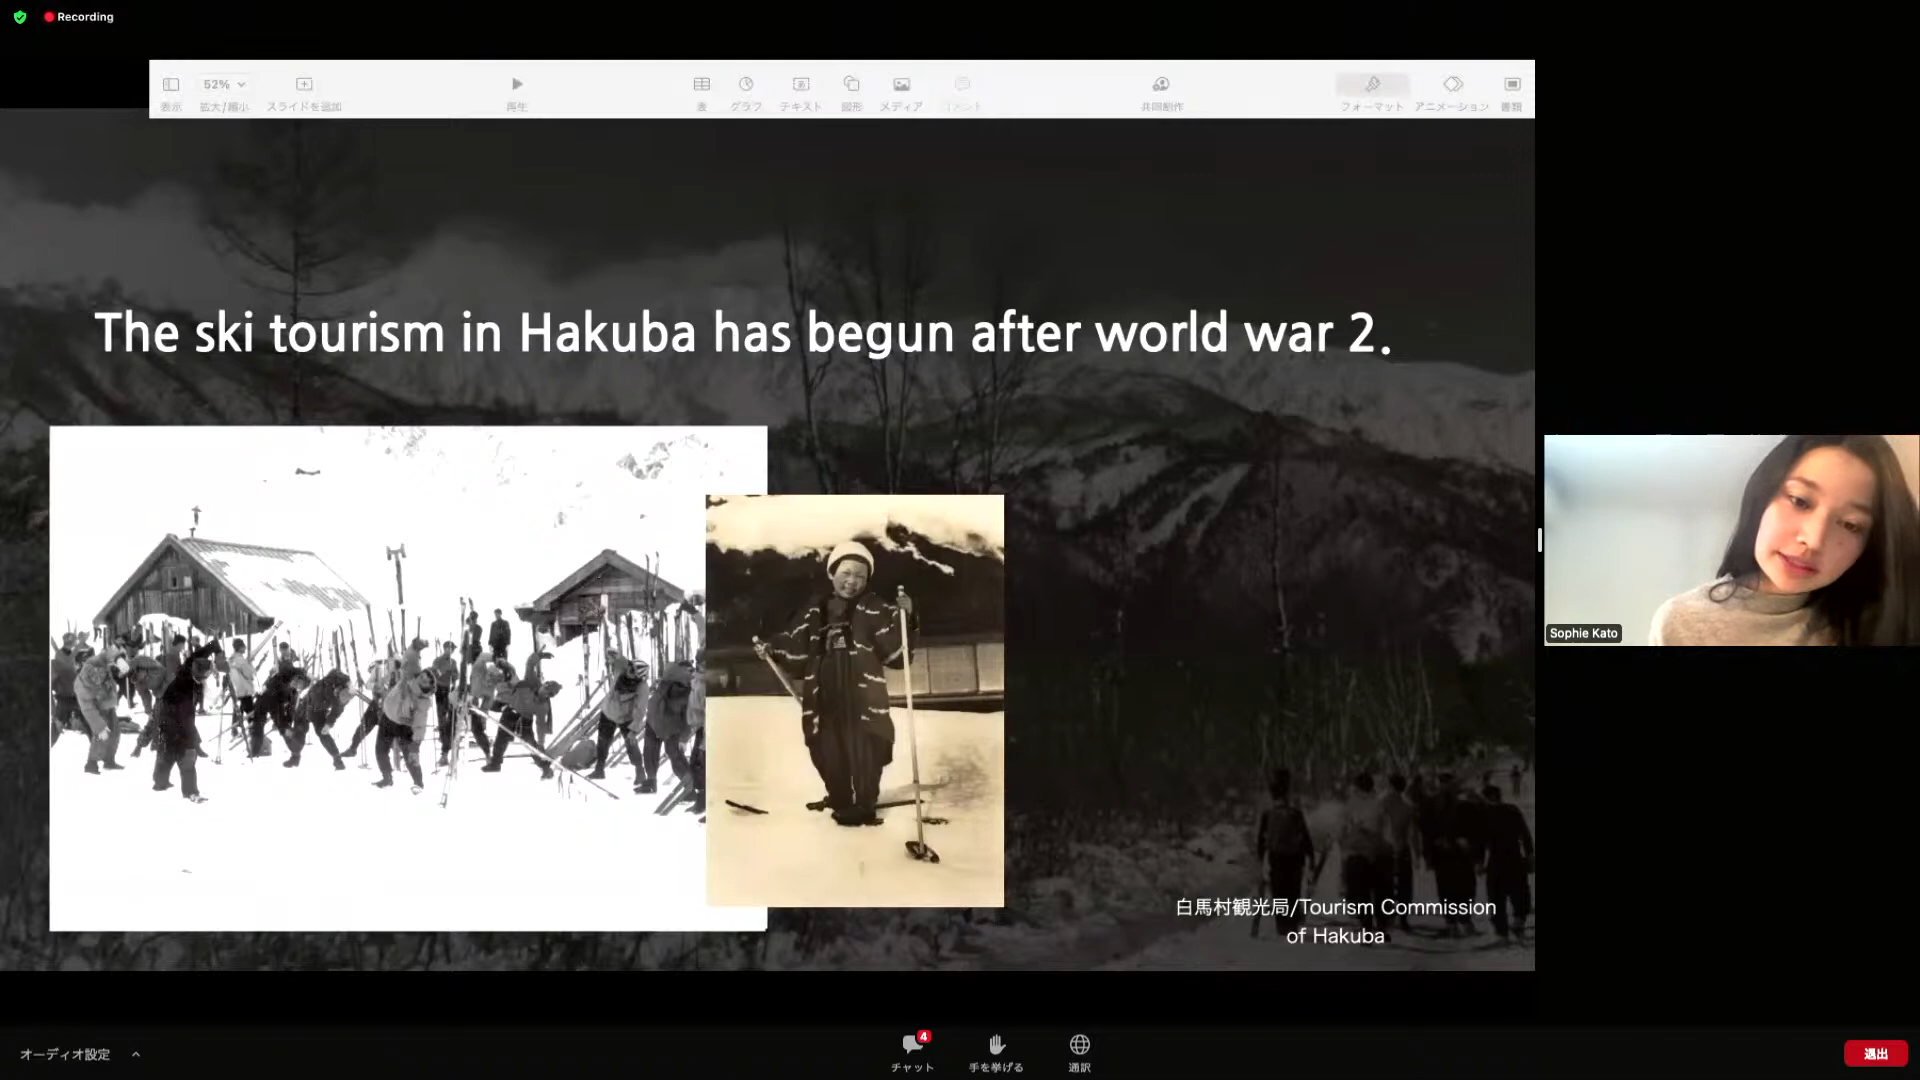 Recording
52%
表示
拡大/縮小
スライドを追加
再生
表
グラフ
テキスト
図形
メディア
コメント
共同制作
フォーマット
アニメーション
書類
The ski tourism in Hakuba has begun after world war 2.
Sophie Kato
白馬村観光局/Tourism Commission
of Hakuba
オーディオ設定
4
チャット
手を挙げる
通訳
退出